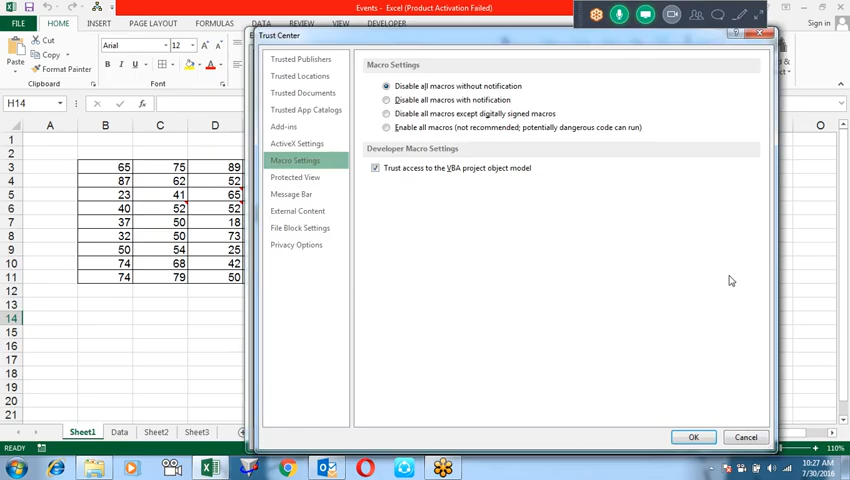 Events - Excel (Product Activation Failed)
FILE HOME INSERT PAGE LAYOUT FORMULAS DATA REVIEW VIEW DEVELOPER
Sign in
Cut
Copy
Format Painter
Paste
Clipboard
Arial 12
B I U
Font
H14 fx
Trust Center
Trusted Publishers
Trusted Locations
Trusted Documents
Trusted App Catalogs
Add-ins
ActiveX Settings
Macro Settings
Protected View
Message Bar
External Content
File Block Settings
Privacy Options
Macro Settings
Disable all macros without notification
Disable all macros with notification
Disable all macros except digitally signed macros
Enable all macros (not recommended; potentially dangerous code can run)
Developer Macro Settings
Trust access to the VBA project object model
OK Cancel
A B C D O
1
2
3 65 75 89
4 87 62 52
5 23 41 65
6 40 52 52
7 37 50 18
8 32 50 73
9 50 54 25
10 74 68 42
11 74 79 50
12
13
14
15
16
17
18
19
20
21
Sheet1 Data Sheet2 Sheet3
READY
110%
10:27 AM
7/30/2016